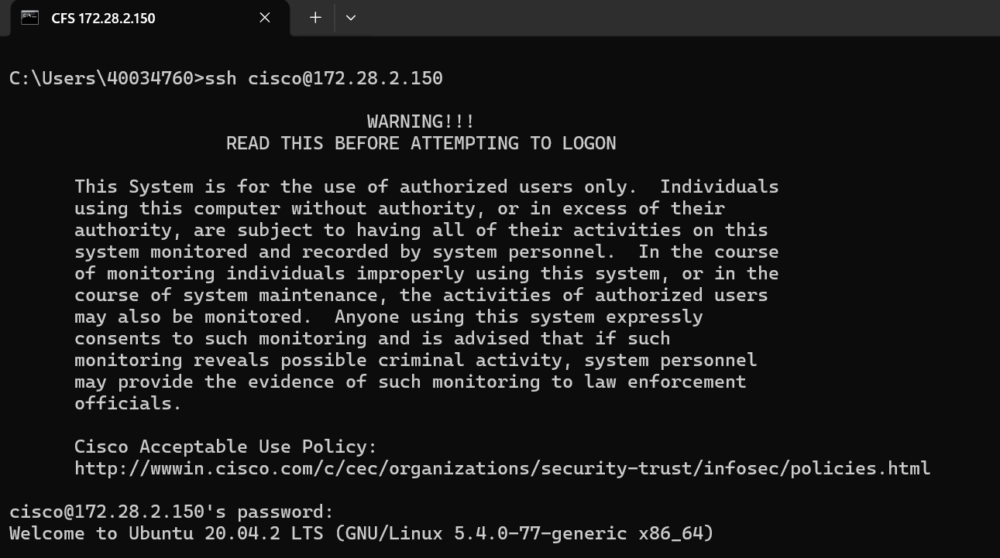 CFS 172.28.2.150
C:\Users\40034760>ssh cisco@172.28.2.150
WARNING!!!
READ THIS BEFORE ATTEMPTING TO LOGON
This System is for the use of authorized users only.  Individuals
using this computer without authority, or in excess of their
authority, are subject to having all of their activities on this
system monitored and recorded by system personnel.  In the course
of monitoring individuals improperly using this system, or in the
course of system maintenance, the activities of authorized users
may also be monitored.  Anyone using this system expressly
consents to such monitoring and is advised that if such
monitoring reveals possible criminal activity, system personnel
may provide the evidence of such monitoring to law enforcement
officials.
Cisco Acceptable Use Policy:
http://wwwin.cisco.com/c/cec/organizations/security-trust/infosec/policies.html
cisco@172.28.2.150's password:
Welcome to Ubuntu 20.04.2 LTS (GNU/Linux 5.4.0-77-generic x86_64)